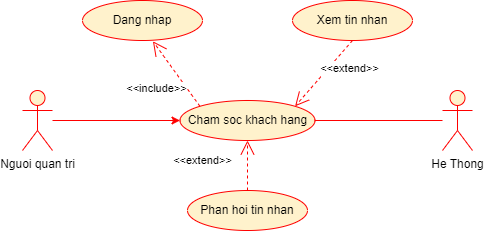 Dang nhap
Xem tin nhan
<<include>>
<<extend>>
Cham soc khach hang
Nguoi quan tri
He Thong
<<extend>>
Phan hoi tin nhan